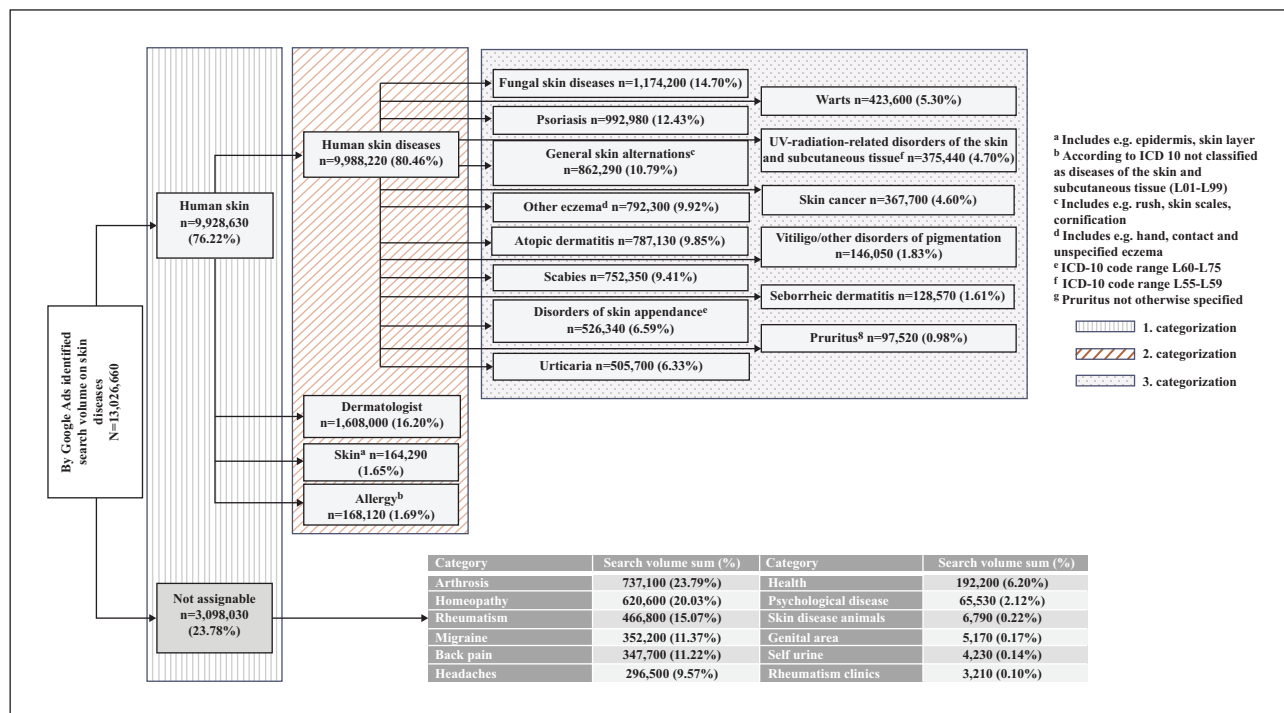 By Google Ads identified
search volume on skin
diseases
N=13,026,660
Human skin
n=9,928,630
(76.22%)
Not assignable
n=3,098,030
(23.78%)
Human skin diseases
n=9,988,220 (80.46%)
Dermatologist
n=1,608,000 (16.20%)
Skinᵃ n=164,290
(1.65%)
Allergyᵇ
n=168,120 (1.69%)
Fungal skin diseases n=1,174,200 (14.70%)
Psoriasis n=992,980 (12.43%)
General skin alternationsᶜ
n=862,290 (10.79%)
Other eczemaᵈ n=792,300 (9.92%)
Atopic dermatitis n=787,130 (9.85%)
Scabies n=752,350 (9.41%)
Disorders of skin appendanceᵉ
n=526,340 (6.59%)
Urticaria n=505,700 (6.33%)
Warts n=423,600 (5.30%)
UV-radiation-related disorders of the skin
and subcutaneous tissueᶠ n=375,440 (4.70%)
Skin cancer n=367,700 (4.60%)
Vitiligo/other disorders of pigmentation
n=146,050 (1.83%)
Seborrheic dermatitis n=128,570 (1.61%)
Pruritusᵍ n=97,520 (0.98%)
ᵃ Includes e.g. epidermis, skin layer
ᵇ According to ICD 10 not classified
as diseases of the skin and
subcutaneous tissue (L01-L99)
ᶜ Includes e.g. rush, skin scales,
cornification
ᵈ Includes e.g. hand, contact and
unspecified eczema
ᵉ ICD-10 code range L60-L75
ᶠ ICD-10 code range L55-L59
ᵍ Pruritus not otherwise specified
1. categorization
2. categorization
3. categorization
Category Search volume sum (%) Category Search volume sum (%)
Arthrosis 737,100 (23.79%) Health 192,200 (6.20%)
Homeopathy 620,600 (20.03%) Psychological disease 65,530 (2.12%)
Rheumatism 466,800 (15.07%) Skin disease animals 6,790 (0.22%)
Migraine 352,200 (11.37%) Genital area 5,170 (0.17%)
Back pain 347,700 (11.22%) Self urine 4,230 (0.14%)
Headaches 296,500 (9.57%) Rheumatism clinics 3,210 (0.10%)